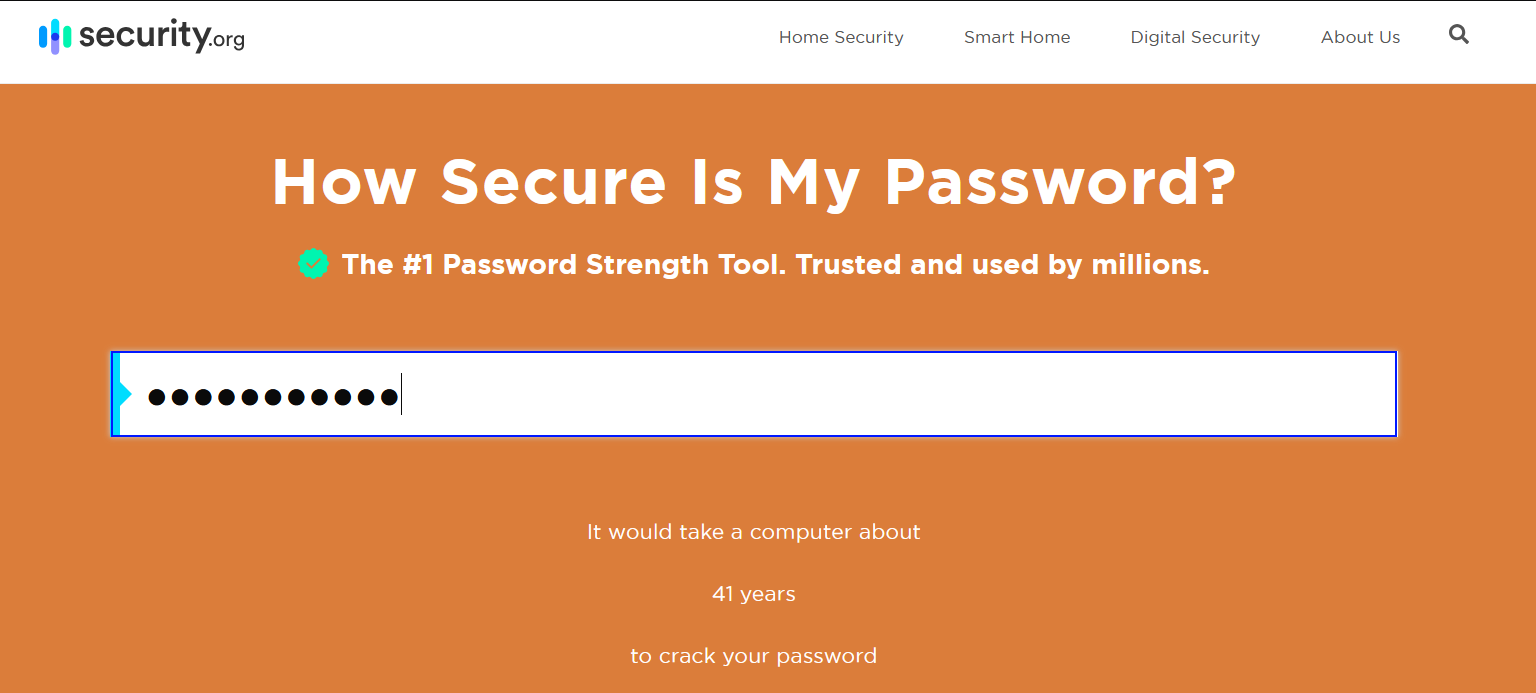 security.org
Home Security Smart Home Digital Security About Us
How Secure Is My Password?
The #1 Password Strength Tool. Trusted and used by millions.
●●●●●●●●●●●
It would take a computer about
41 years
to crack your password